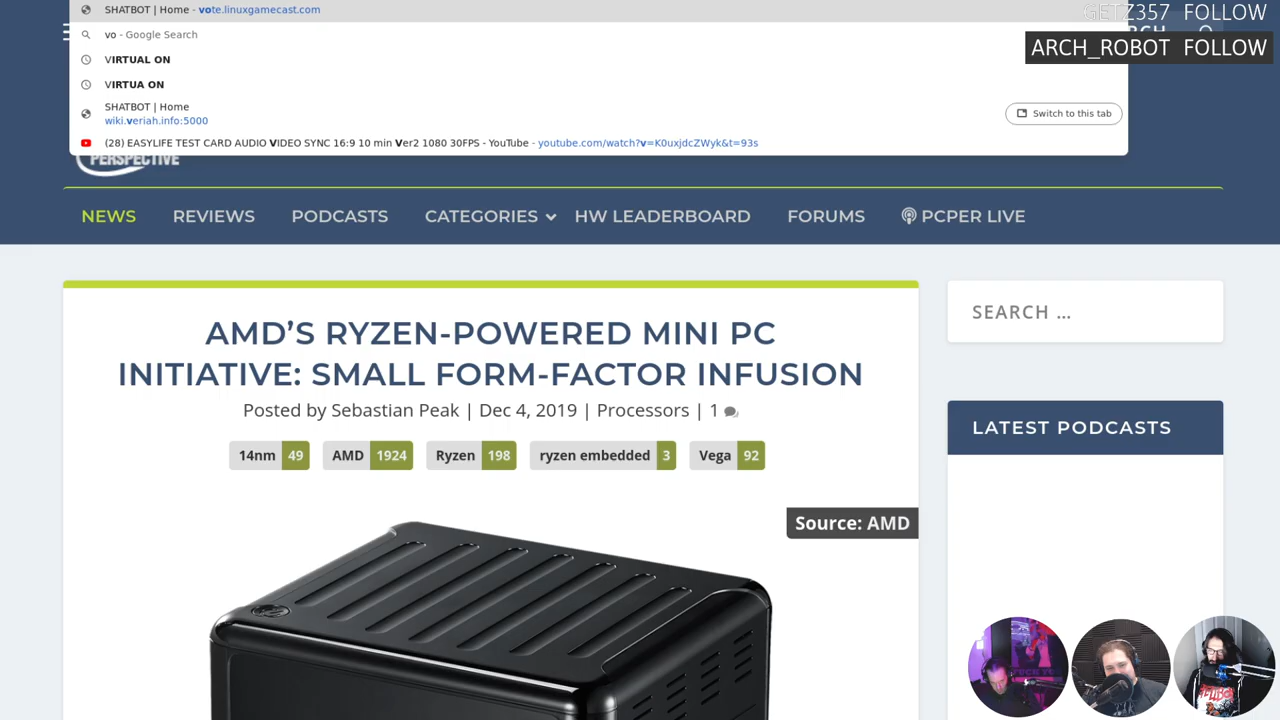 SHATBOT | Home - vote.linuxgamecast.com
GETZ357 FOLLOW
vo - Google Search
ARCH_ROBOT FOLLOW
VIRTUAL ON
VIRTUA ON
SHATBOT | Home
wiki.veriah.info:5000
Switch to this tab
(28) EASYLIFE TEST CARD AUDIO VIDEO SYNC 16:9 10 min Ver2 1080 30FPS - YouTube - youtube.com/watch?v=K0uxjdcZWyk&t=93s
PERSPECTIVE
NEWS REVIEWS PODCASTS CATEGORIES HW LEADERBOARD FORUMS PCPER LIVE
AMD’S RYZEN-POWERED MINI PC
INITIATIVE: SMALL FORM-FACTOR INFUSION
Posted by Sebastian Peak | Dec 4, 2019 | Processors | 1
14nm 49 AMD 1924 Ryzen 198 ryzen embedded 3 Vega 92
Source: AMD
SEARCH ...
LATEST PODCASTS